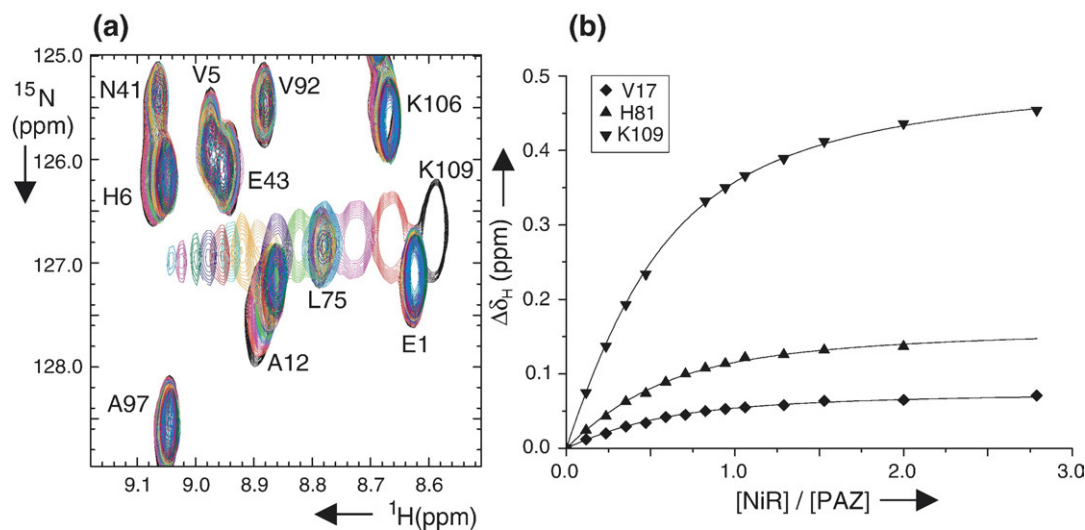 (a)
15N
(ppm)
125.0
126.0
127.0
128.0
N41
V5
V92
K106
H6
E43
K109
L75
A12
E1
A97
9.1
9.0
8.9
8.8
8.7
8.6
1H(ppm)
(b)
V17
H81
K109
ΔδH (ppm)
0.5
0.4
0.3
0.2
0.1
0.0
0.0
1.0
2.0
3.0
[NiR] / [PAZ]